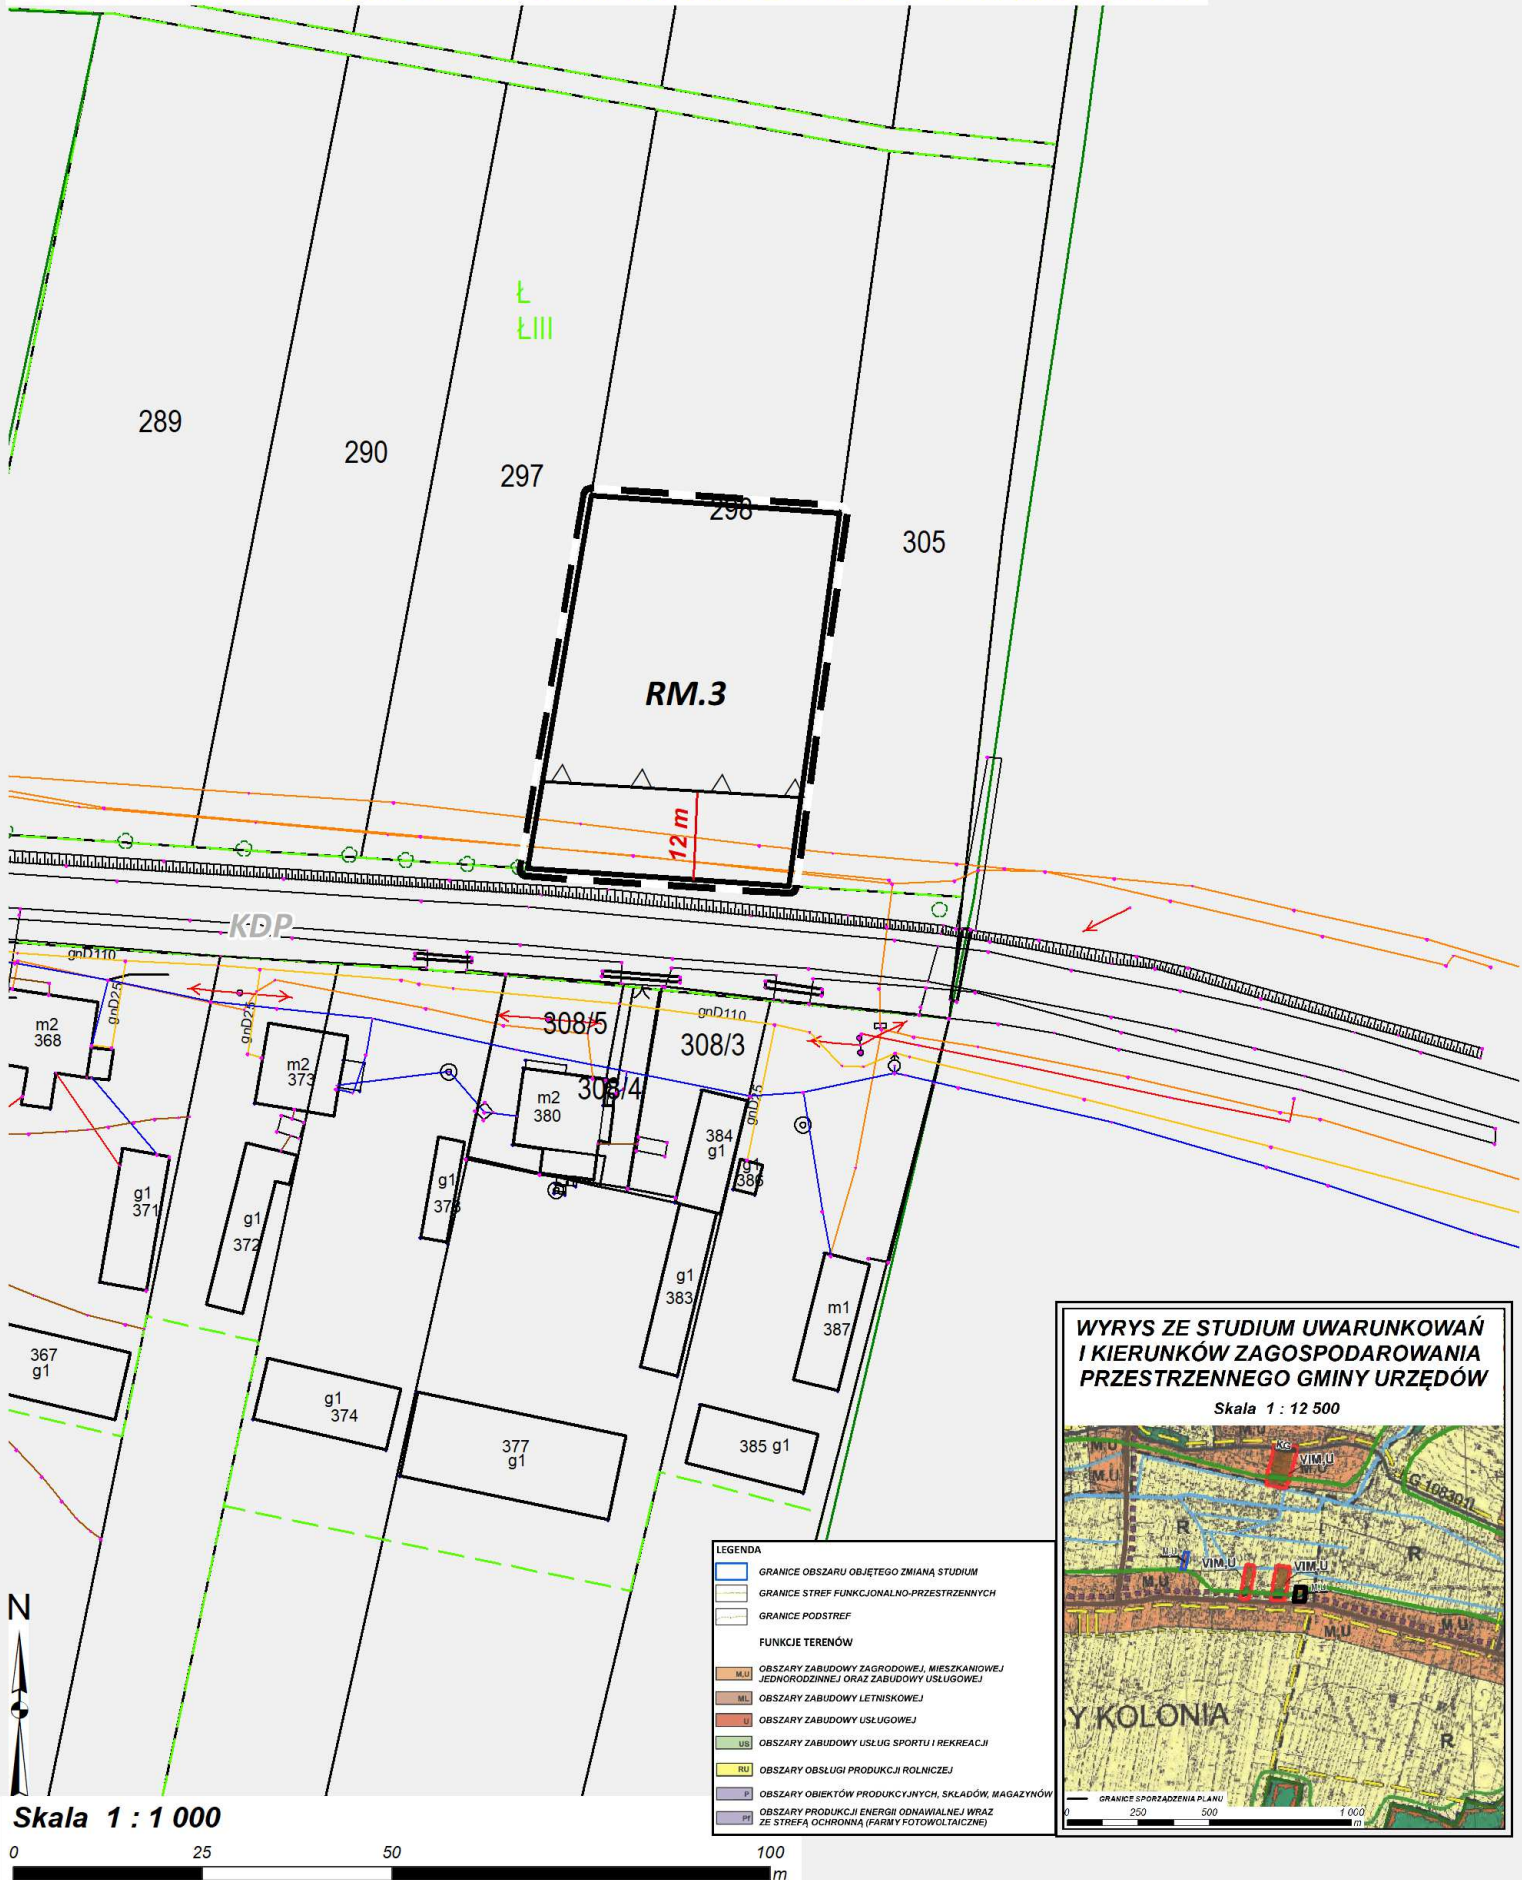 Ł
ŁIII
289
290
297
298
305
RM.3
12 m
KDP
gnD110
gnD25
gnD25
m2
368
m2
373
308/5
gnD110
308/3
308/4
m2
380
384
g1
gnD25
g1
386
g1
371
g1
372
g1
378
g1
383
m1
387
367
g1
g1
374
377
g1
385 g1
N
Skala 1 : 1 000
0 25 50 100
m
LEGENDA
GRANICE OBSZARU OBJĘTEGO ZMIANĄ STUDIUM
GRANICE STREF FUNKCJONALNO-PRZESTRZENNYCH
GRANICE PODSTREF
FUNKCJE TERENÓW
M,U OBSZARY ZABUDOWY ZAGRODOWEJ, MIESZKANIOWEJ
JEDNORODZINNEJ ORAZ ZABUDOWY USŁUGOWEJ
ML OBSZARY ZABUDOWY LETNISKOWEJ
U OBSZARY ZABUDOWY USŁUGOWEJ
US OBSZARY ZABUDOWY USŁUG SPORTU I REKREACJI
RU OBSZARY OBSŁUGI PRODUKCJI ROLNICZEJ
P OBSZARY OBIEKTÓW PRODUKCYJNYCH, SKŁADÓW, MAGAZYNÓW
Pf OBSZARY PRODUKCJI ENERGII ODNAWIALNEJ WRAZ
ZE STREFĄ OCHRONNĄ (FARMY FOTOWOLTAICZNE)
WYRYS ZE STUDIUM UWARUNKOWAŃ
I KIERUNKÓW ZAGOSPODAROWANIA
PRZESTRZENNEGO GMINY URZĘDÓW
Skala 1 : 12 500
M,U
M,U
KG
VIM,U
M,U
M,U
G 108301L
R
R
M,U
VIM,U
VIM,U
M,U
M,U
M,U
M,U
Y KOLONIA
R
R
GRANICE SPORZĄDZENIA PLANU
0 250 500 1 000
m